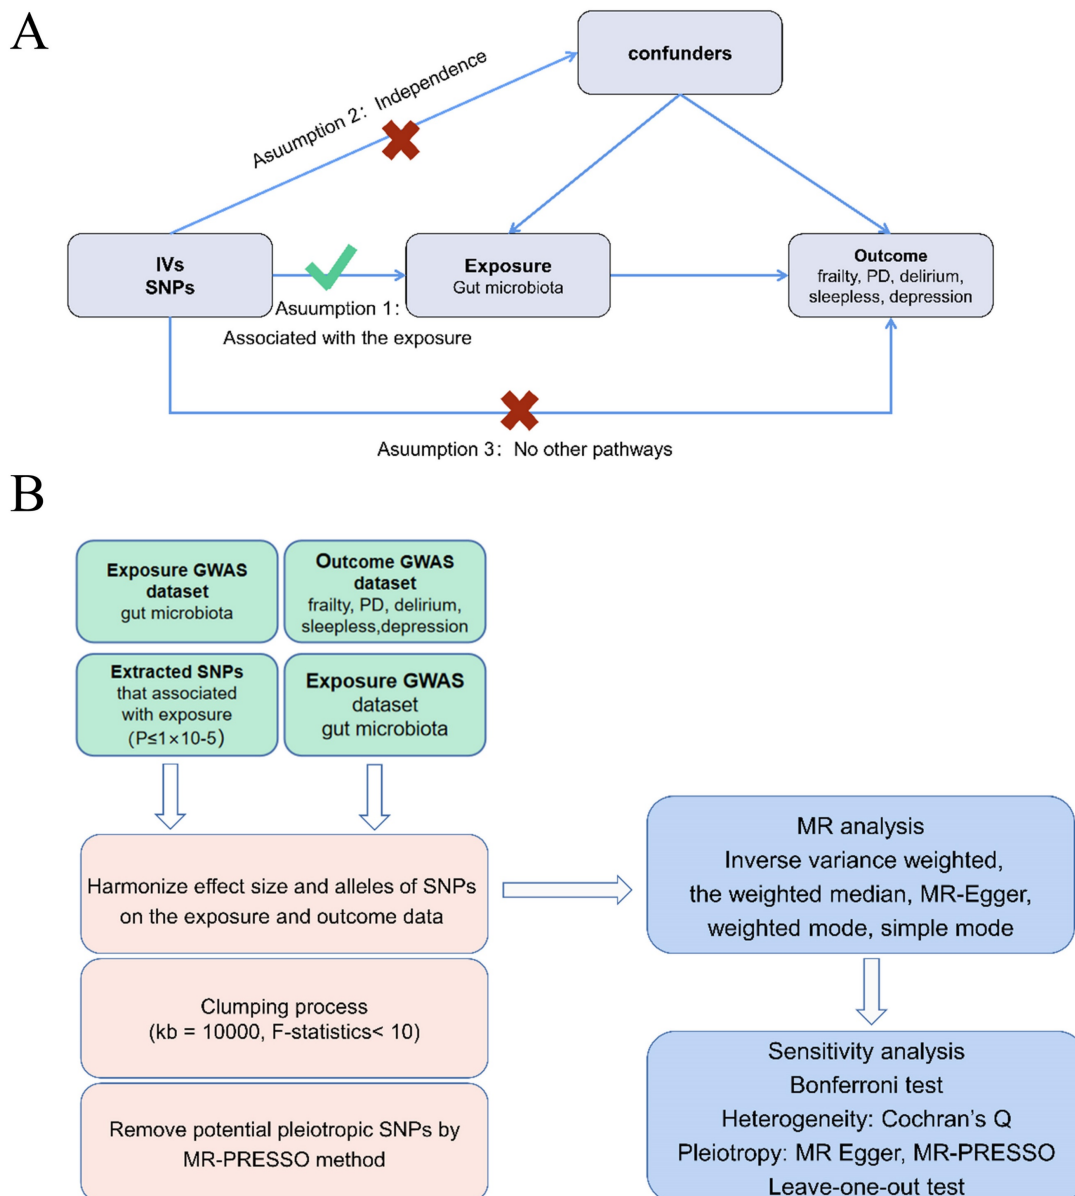 A
confunders
Asuumption 2: Independence
IVs
SNPs
Asuumption 1:
Associated with the exposure
Exposure
Gut microbiota
Outcome
frailty, PD, delirium,
sleepless, depression
Asuumption 3: No other pathways
B
Exposure GWAS
dataset
gut microbiota
Outcome GWAS
dataset
frailty, PD, delirium,
sleepless,depression
Extracted SNPs
that associated
with exposure
(P≤1×10-5)
Exposure GWAS
dataset
gut microbiota
Harmonize effect size and alleles of SNPs
on the exposure and outcome data
Clumping process
(kb = 10000, F-statistics< 10)
Remove potential pleiotropic SNPs by
MR-PRESSO method
MR analysis
Inverse variance weighted,
the weighted median, MR-Egger,
weighted mode, simple mode
Sensitivity analysis
Bonferroni test
Heterogeneity: Cochran's Q
Pleiotropy: MR Egger, MR-PRESSO
Leave-one-out test